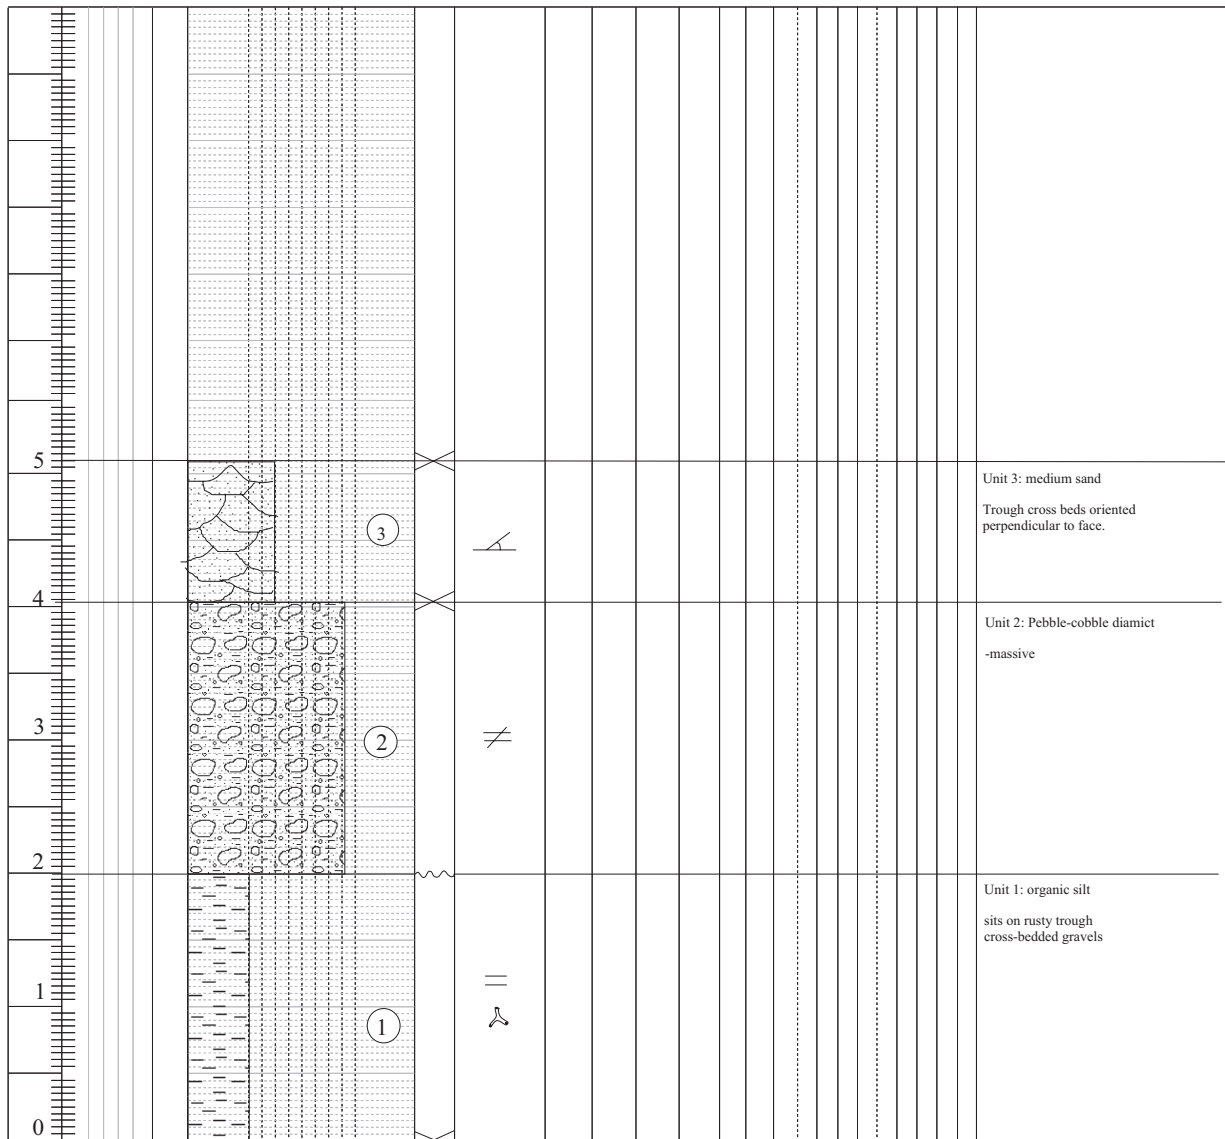 5
Unit 3: medium sand
Trough cross beds oriented
perpendicular to face.
3
4
Unit 2: Pebble-cobble diamict
-massive
3
2
2
Unit 1: organic silt
sits on rusty trough
cross-bedded gravels
1
1
0